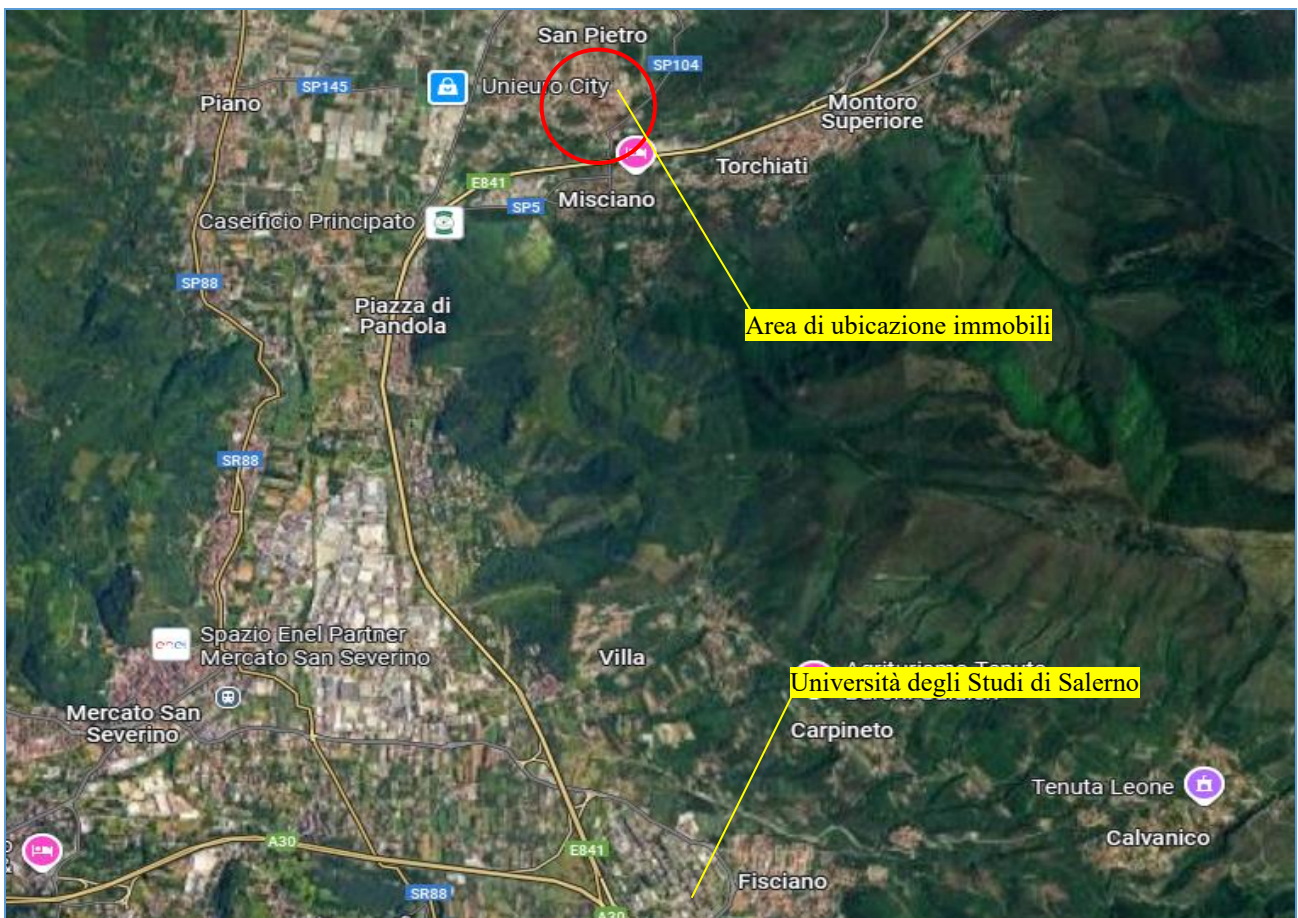 San Pietro
SP104
SP145
Unieuro City
Piano
Montoro
Superiore
Torchiati
E841
SP5
Misciano
Caseificio Principato
SP88
Piazza di
Pandola
Area di ubicazione immobili
SR88
Spazio Enel Partner
Mercato San Severino
enel
Villa
Università degli Studi di Salerno
Mercato San
Severino
Carpineto
Tenuta Leone
Calvanico
A30
E841
Fisciano
SR88
A30